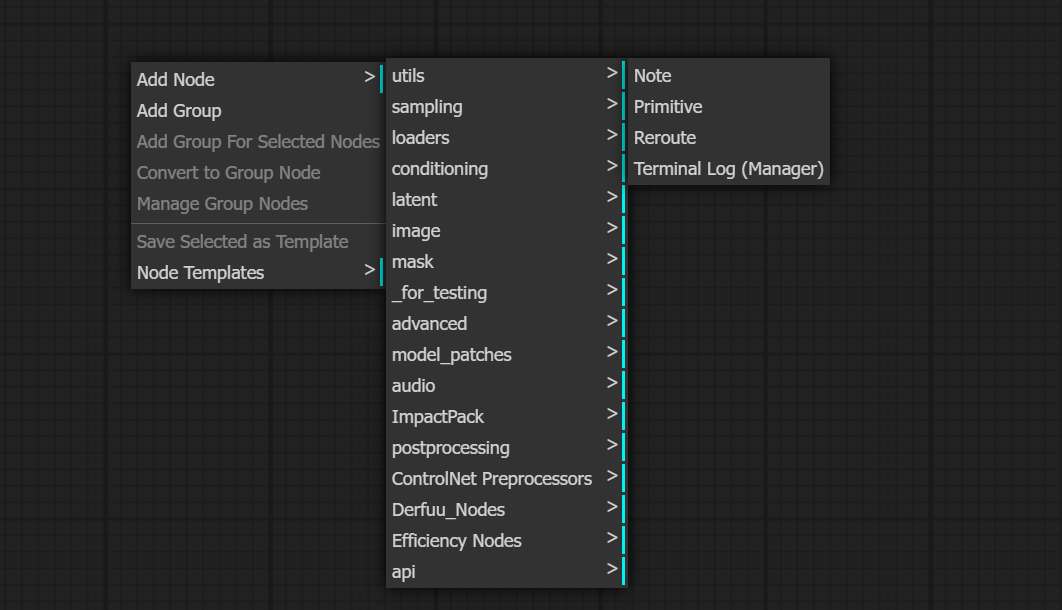 Add Node >
Add Group
Add Group For Selected Nodes
Convert to Group Node
Manage Group Nodes
Save Selected as Template
Node Templates >
utils >
sampling >
loaders >
conditioning >
latent >
image >
mask >
_for_testing >
advanced >
model_patches >
audio >
ImpactPack >
postprocessing >
ControlNet Preprocessors >
Derfuu_Nodes >
Efficiency Nodes >
api >
Note
Primitive
Reroute
Terminal Log (Manager)